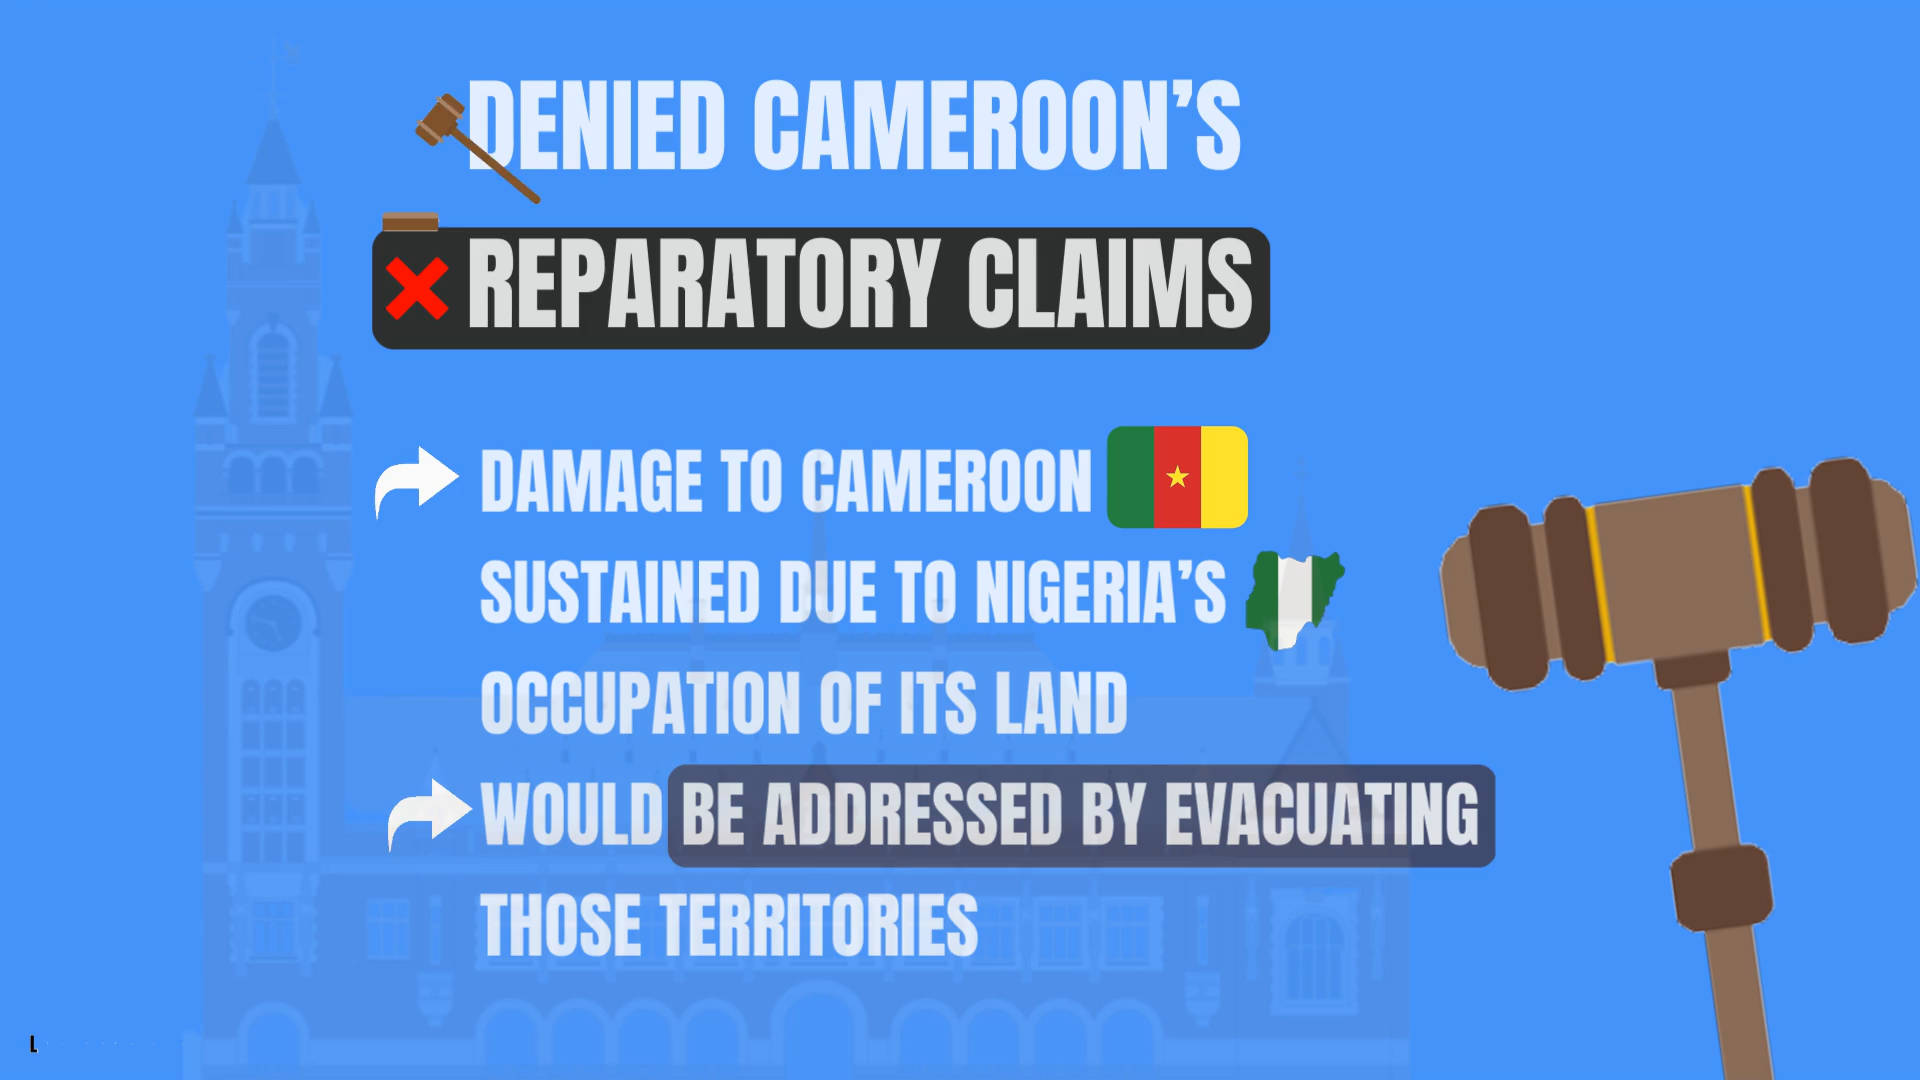 DENIED CAMEROON'S
REPARATORY CLAIMS
DAMAGE TO CAMEROON
SUSTAINED DUE TO NIGERIA'S
OCCUPATION OF ITS LAND
WOULD BE ADDRESSED BY EVACUATING
THOSE TERRITORIES
L